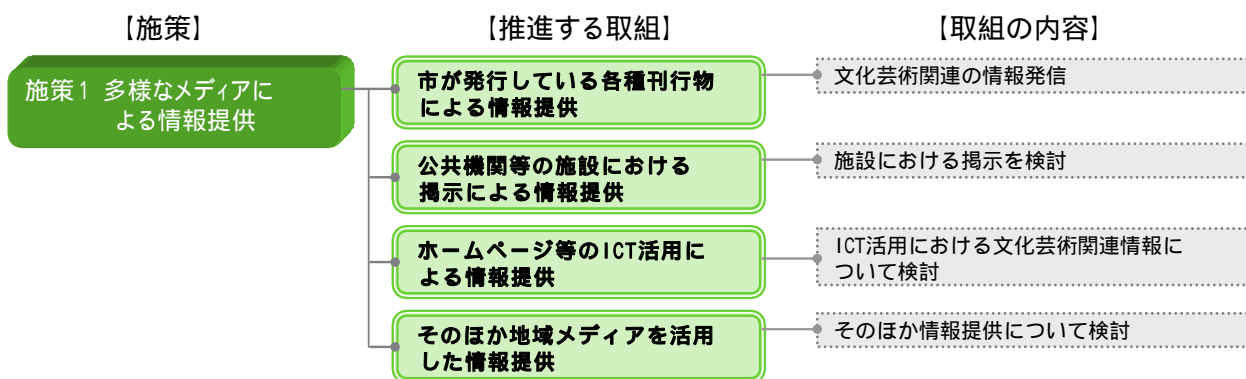 【施策】
【推進する取組】
【取組の内容】
施策1 多様なメディアに
よる情報提供
市が発行している各種刊行物
による情報提供
文化芸術関連の情報発信
公共機関等の施設における
掲示による情報提供
施設における掲示を検討
ホームページ等のICT活用に
よる情報提供
ICT活用における文化芸術関連情報に
ついて検討
そのほか地域メディアを活用
した情報提供
そのほか情報提供について検討